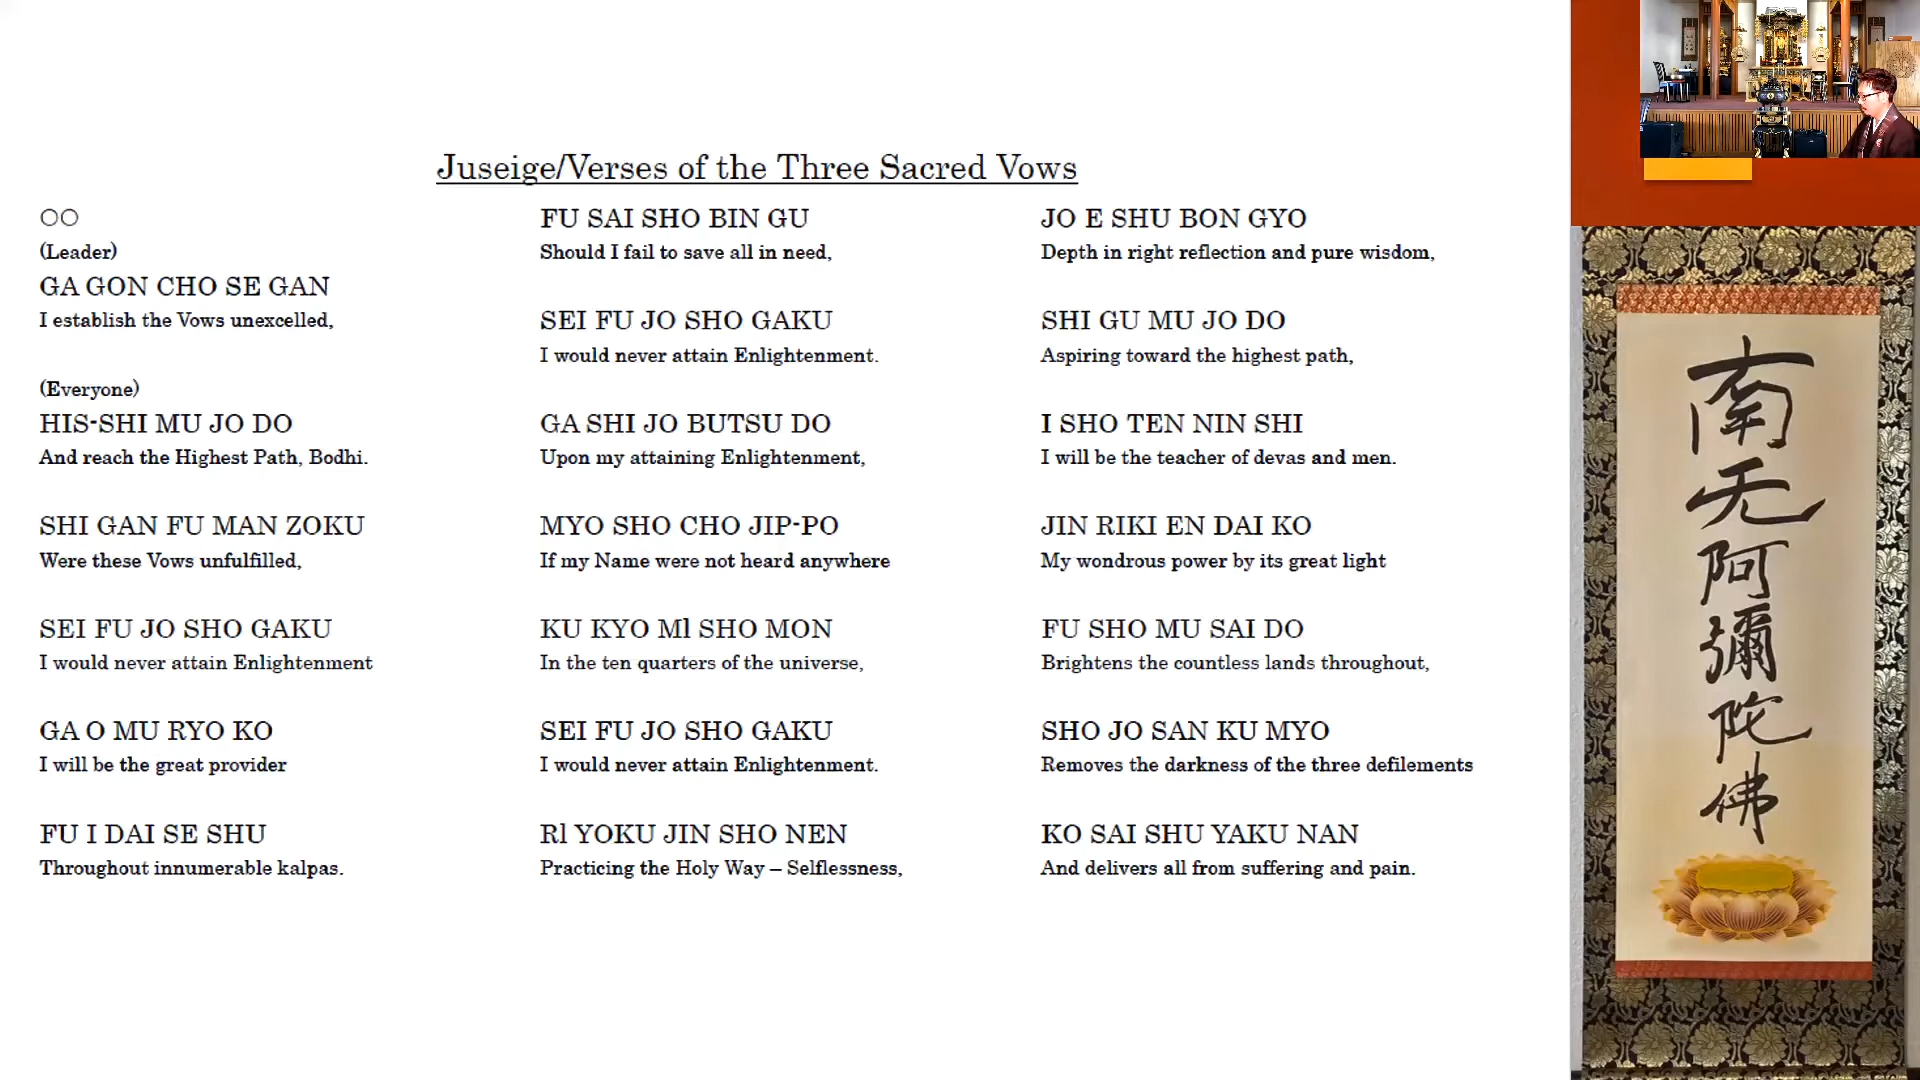 Juseige/Verses of the Three Sacred Vows
○○
(Leader)
GA GON CHO SE GAN
I establish the Vows unexcelled,
(Everyone)
HIS-SHI MU JO DO
And reach the Highest Path, Bodhi.
SHI GAN FU MAN ZOKU
Were these Vows unfulfilled,
SEI FU JO SHO GAKU
I would never attain Enlightenment
GA O MU RYO KO
I will be the great provider
FU I DAI SE SHU
Throughout innumerable kalpas.
FU SAI SHO BIN GU
Should I fail to save all in need,
SEI FU JO SHO GAKU
I would never attain Enlightenment.
GA SHI JO BUTSU DO
Upon my attaining Enlightenment,
MYO SHO CHO JIP-PO
If my Name were not heard anywhere
KU KYO Ml SHO MON
In the ten quarters of the universe,
SEI FU JO SHO GAKU
I would never attain Enlightenment.
Rl YOKU JIN SHO NEN
Practicing the Holy Way – Selflessness,
JO E SHU BON GYO
Depth in right reflection and pure wisdom,
SHI GU MU JO DO
Aspiring toward the highest path,
I SHO TEN NIN SHI
I will be the teacher of devas and men.
JIN RIKI EN DAI KO
My wondrous power by its great light
FU SHO MU SAI DO
Brightens the countless lands throughout,
SHO JO SAN KU MYO
Removes the darkness of the three defilements
KO SAI SHU YAKU NAN
And delivers all from suffering and pain.
南无阿彌陀佛